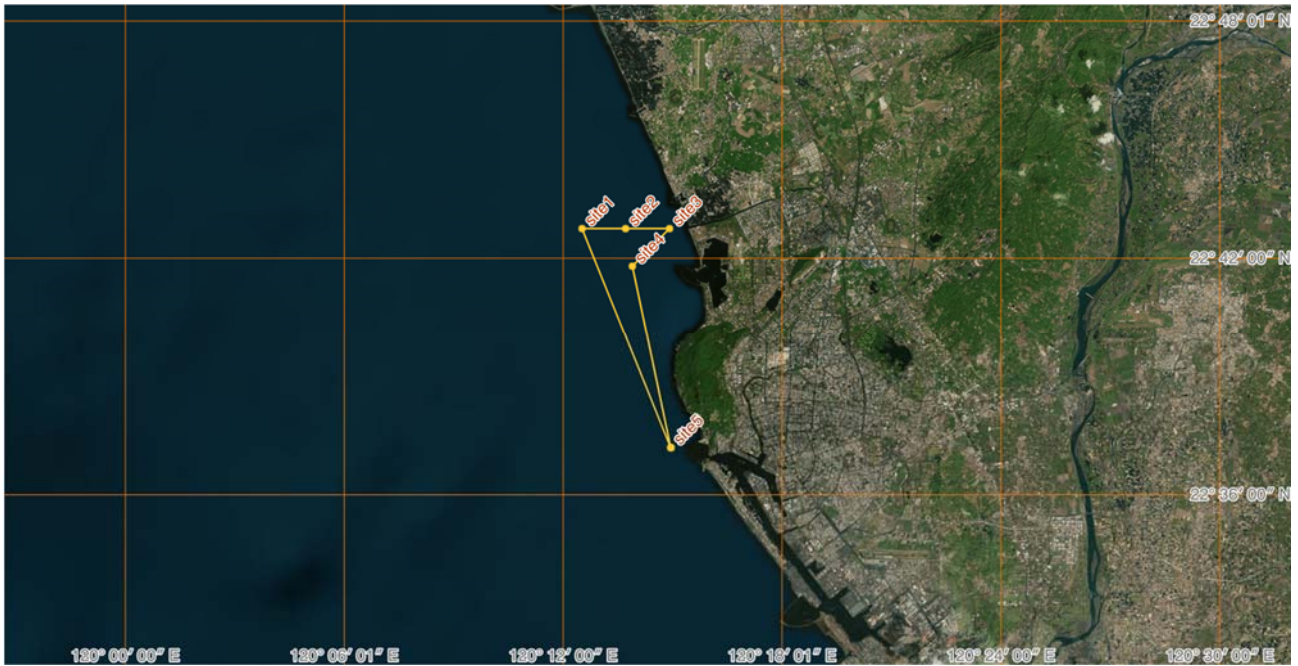 22° 48′ 01″ N
site1
site2
site3
site4
22° 42′ 00″ N
site5
22° 36′ 00″ N
120° 00′ 00″ E
120° 06′ 01″ E
120° 12′ 00″ E
120° 18′ 01″ E
120° 24′ 00″ E
120° 30′ 00″ E